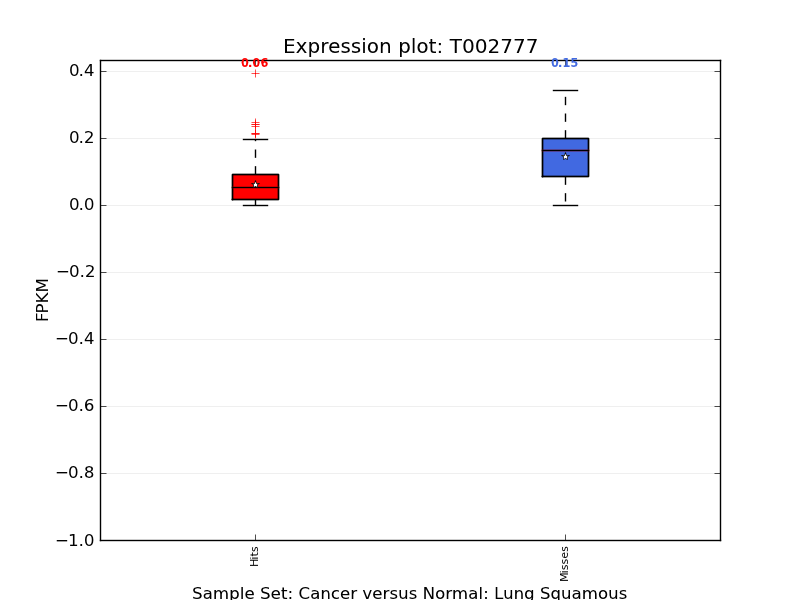 Expression plot: T002777
0.06
0.15
0.4
0.2
0.0
−0.2
−0.4
−0.6
−0.8
−1.0
FPKM
Hits
Misses
Sample Set: Cancer versus Normal: Lung Squamous